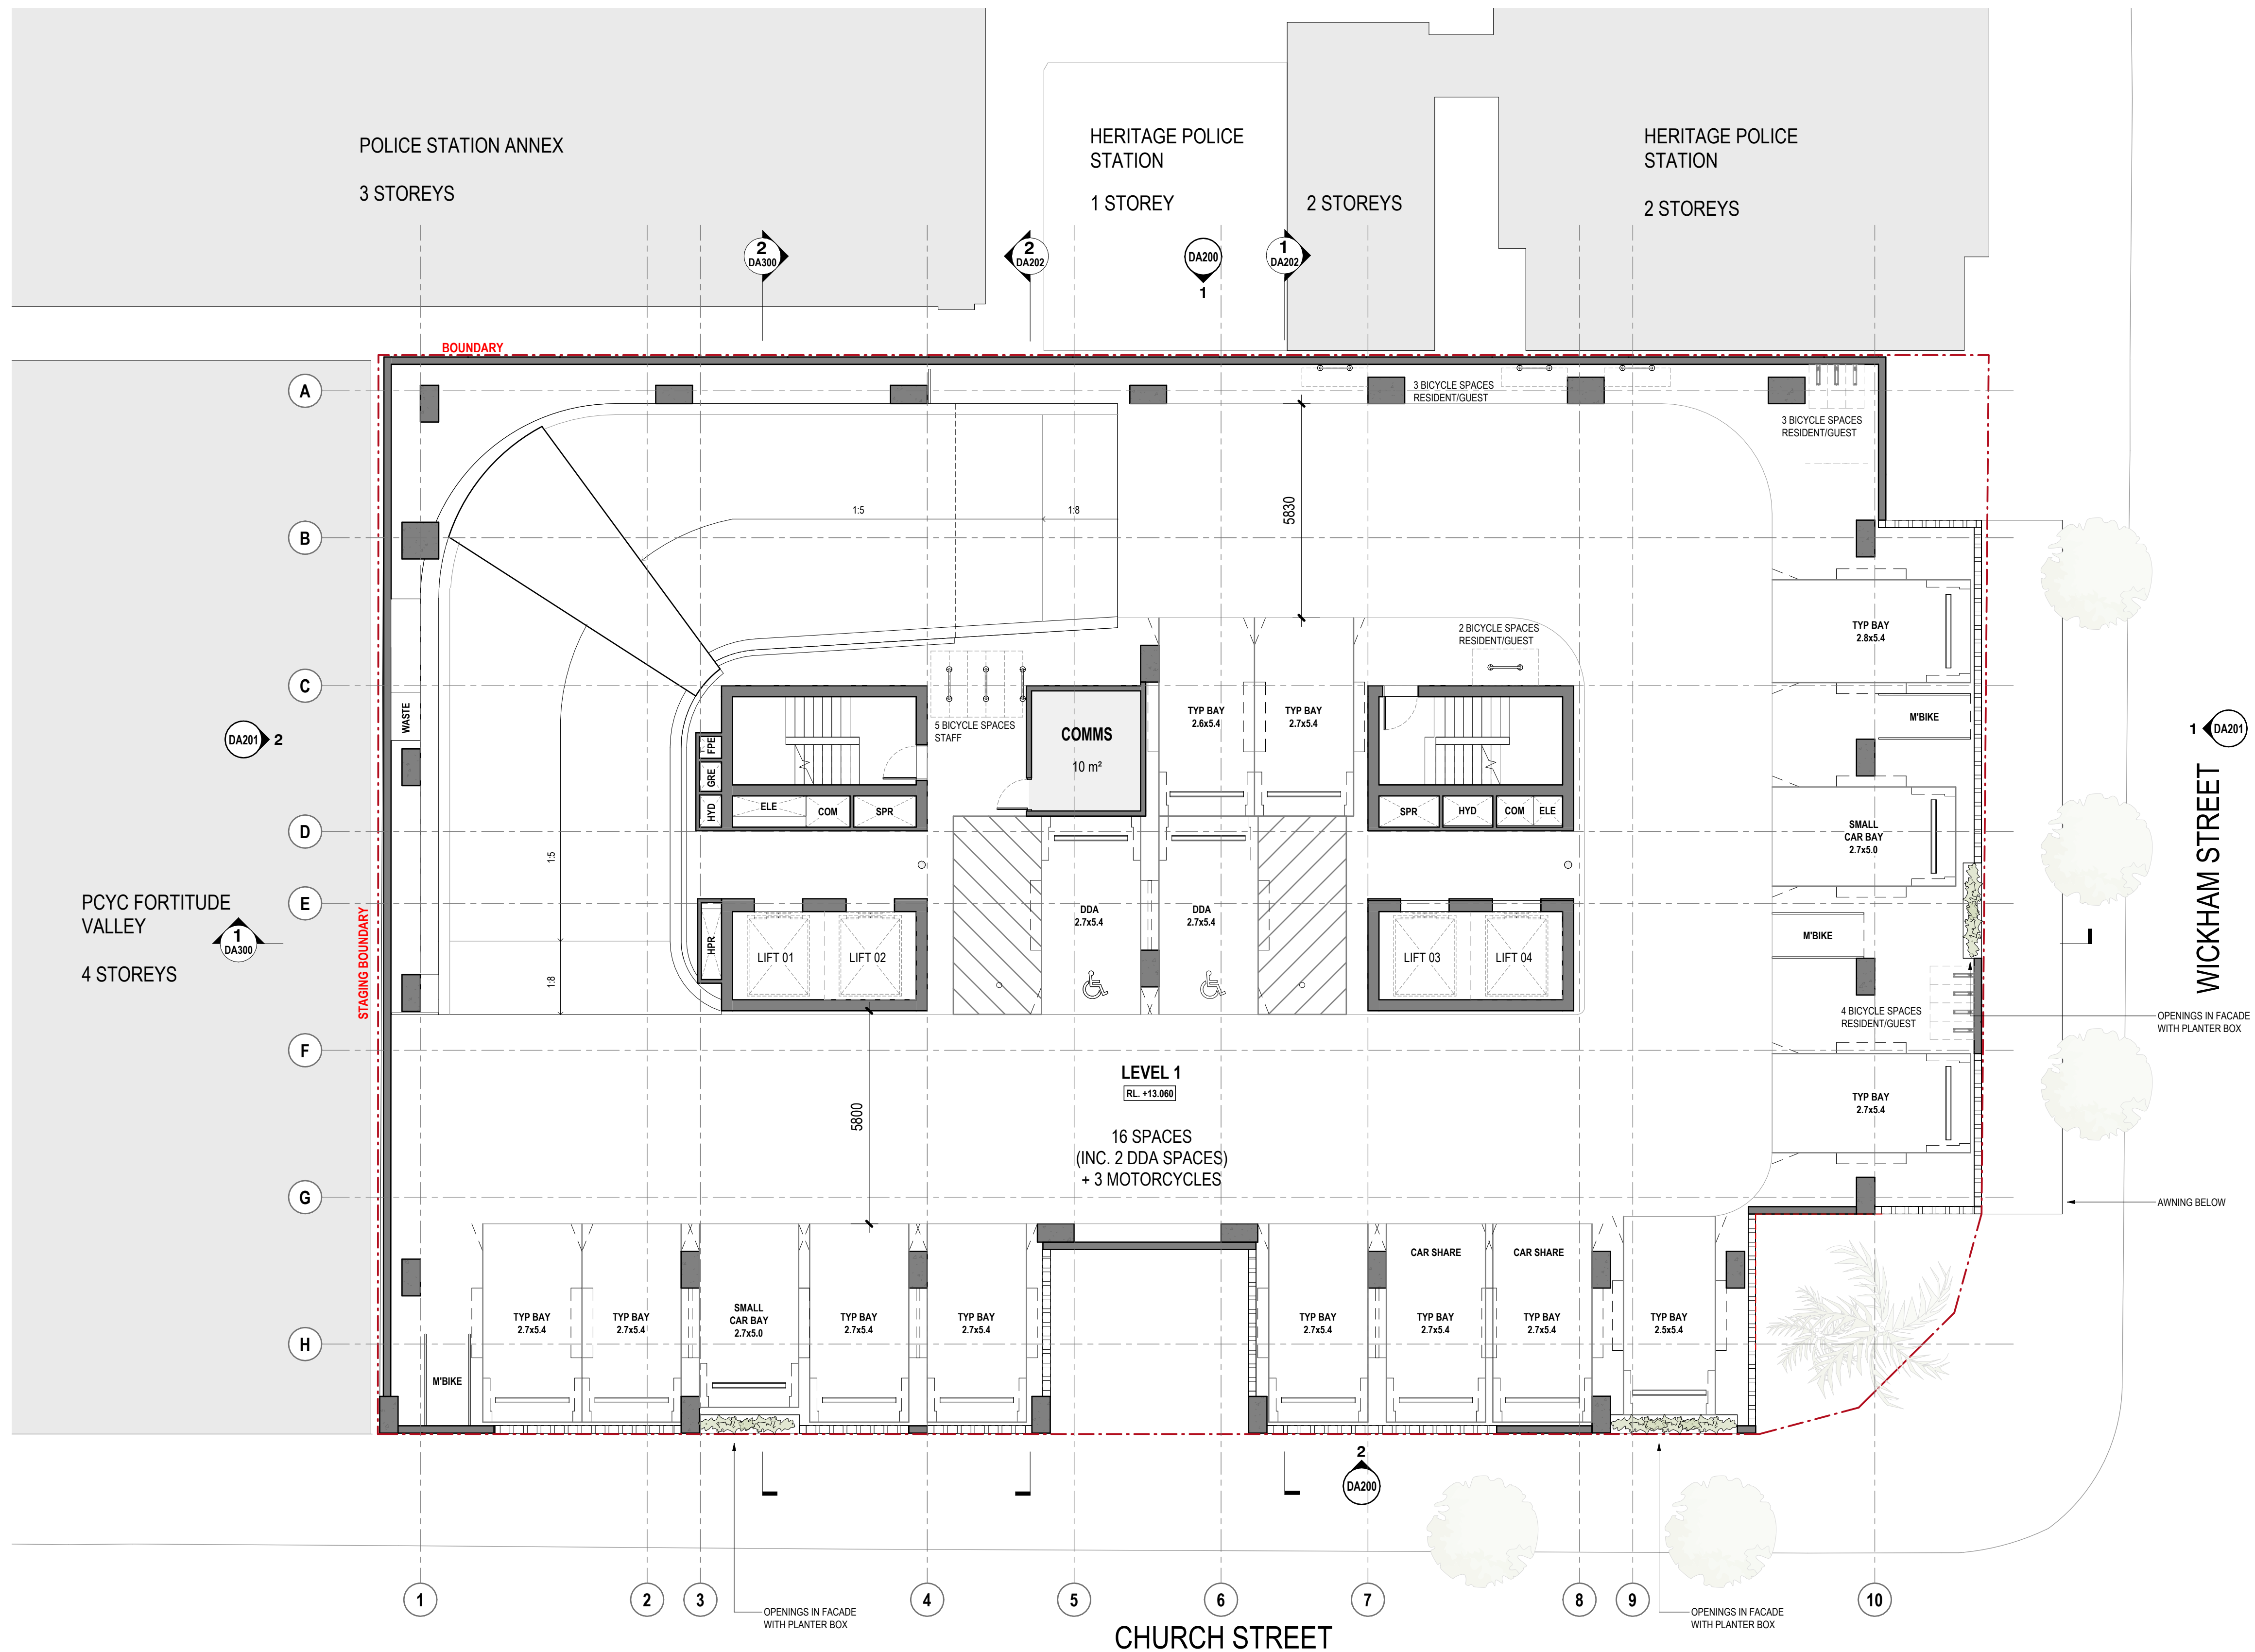 POLICE STATION ANNEX
3 STOREYS
HERITAGE POLICE
STATION
1 STOREY
2 STOREYS
HERITAGE POLICE
STATION
2 STOREYS
2
DA300
2
DA202
DA200
1
1
DA202
BOUNDARY
A
3 BICYCLE SPACES
RESIDENT/GUEST
3 BICYCLE SPACES
RESIDENT/GUEST
1:5
1:8
5830
B
TYP BAY
2.8x5.4
2 BICYCLE SPACES
RESIDENT/GUEST
C
WASTE
5 BICYCLE SPACES
STAFF
COMMS
10 m²
TYP BAY
2.6x5.4
TYP BAY
2.7x5.4
M'BIKE
DA201
2
1
DA201
FPE
GRE
HYD
ELE
COM
SPR
SPR
HYD
COM
ELE
D
SMALL
CAR BAY
2.7x5.0
1:5
WICKHAM STREET
PCYC FORTITUDE
VALLEY
4 STOREYS
1
DA300
E
STAGING BOUNDARY
DDA
2.7x5.4
DDA
2.7x5.4
M'BIKE
HPR
LIFT 01
LIFT 02
LIFT 03
LIFT 04
1:8
4 BICYCLE SPACES
RESIDENT/GUEST
OPENINGS IN FACADE
WITH PLANTER BOX
F
LEVEL 1
RL. +13.060
5800
16 SPACES
(INC. 2 DDA SPACES)
+ 3 MOTORCYCLES
TYP BAY
2.7x5.4
G
AWNING BELOW
CAR SHARE
CAR SHARE
TYP BAY
2.7x5.4
TYP BAY
2.7x5.4
SMALL
CAR BAY
2.7x5.0
TYP BAY
2.7x5.4
TYP BAY
2.7x5.4
TYP BAY
2.7x5.4
TYP BAY
2.7x5.4
TYP BAY
2.7x5.4
TYP BAY
2.5x5.4
H
M'BIKE
2
DA200
1
2
3
4
5
6
7
8
9
10
OPENINGS IN FACADE
WITH PLANTER BOX
OPENINGS IN FACADE
WITH PLANTER BOX
CHURCH STREET